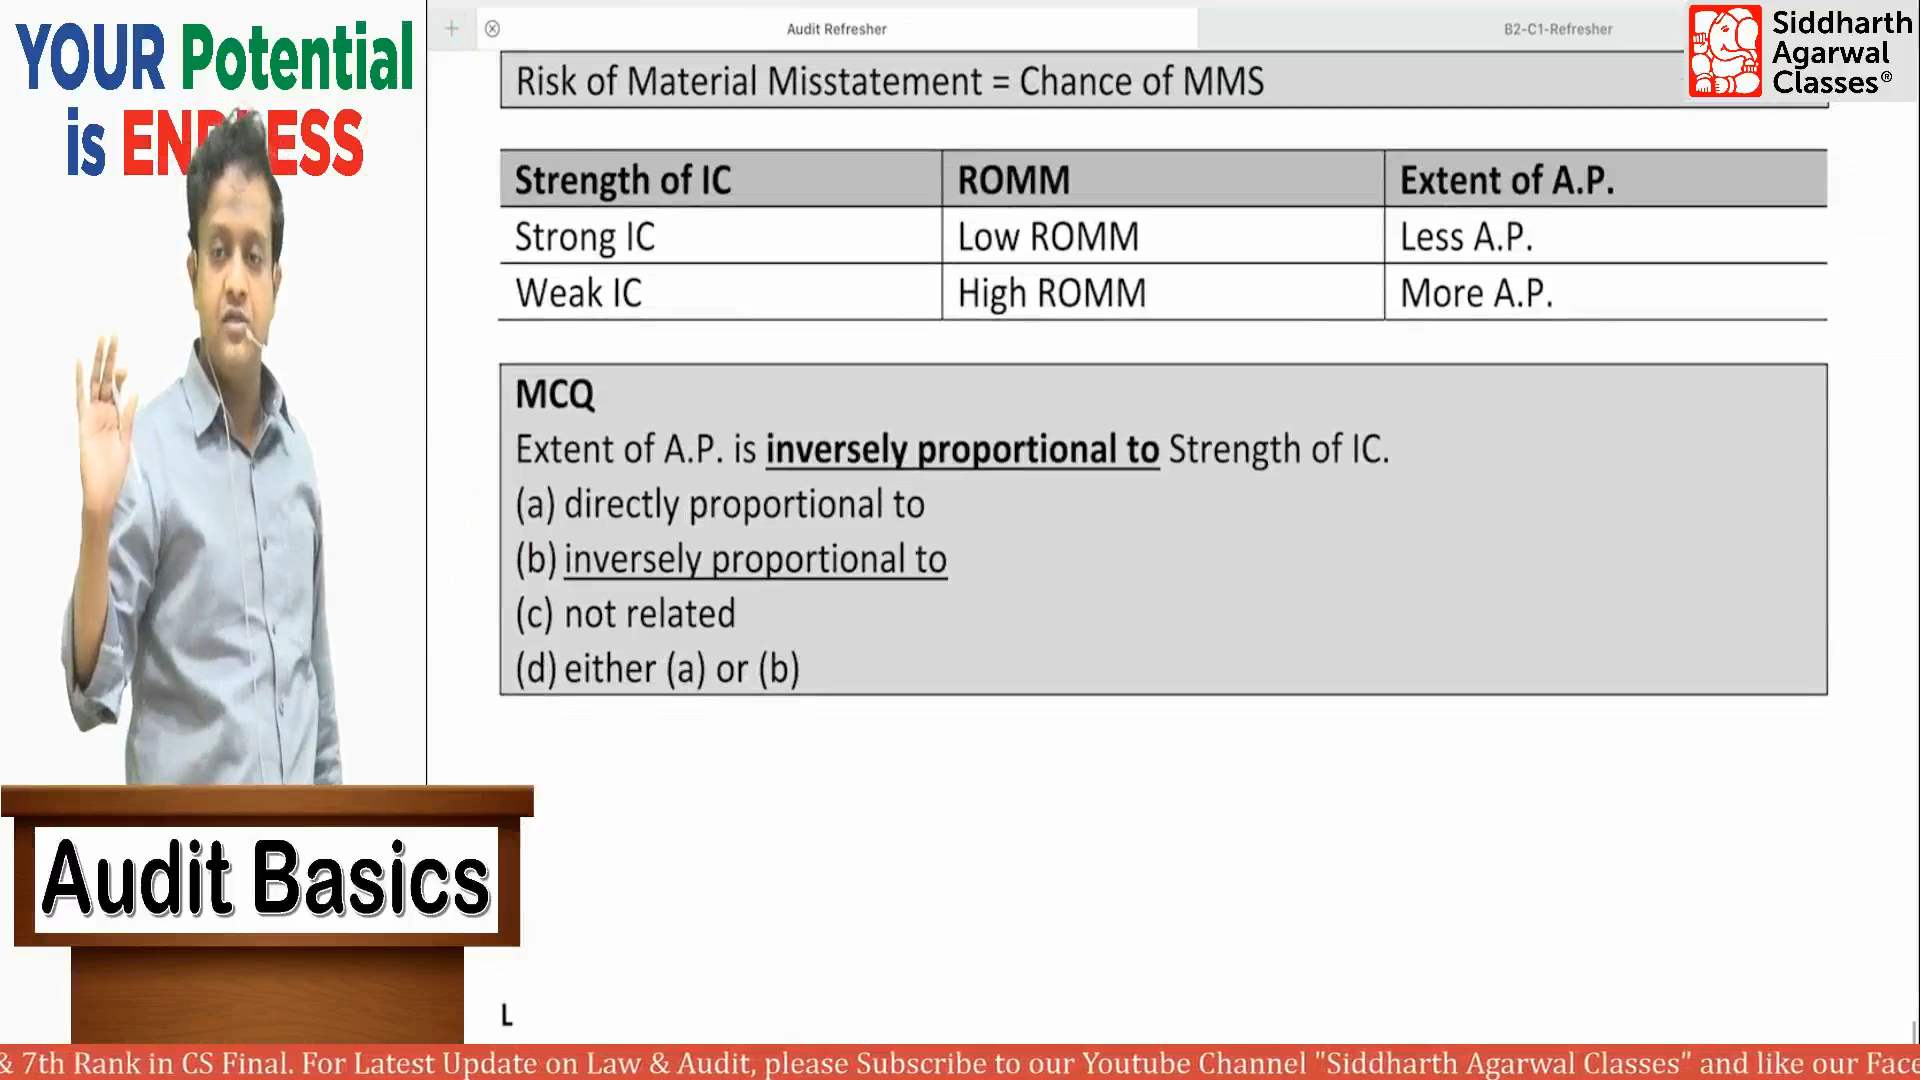 YOUR Potential
is ENDLESS
Audit Refresher
B2-C1-Refresher
Siddharth
Agarwal
Classes®
Risk of Material Misstatement = Chance of MMS
Strength of IC ROMM Extent of A.P.
Strong IC Low ROMM Less A.P.
Weak IC High ROMM More A.P.
MCQ
Extent of A.P. is inversely proportional to Strength of IC.
(a) directly proportional to
(b) inversely proportional to
(c) not related
(d) either (a) or (b)
Audit Basics
L
& 7th Rank in CS Final. For Latest Update on Law & Audit, please Subscribe to our Youtube Channel "Siddharth Agarwal Classes" and like our Face